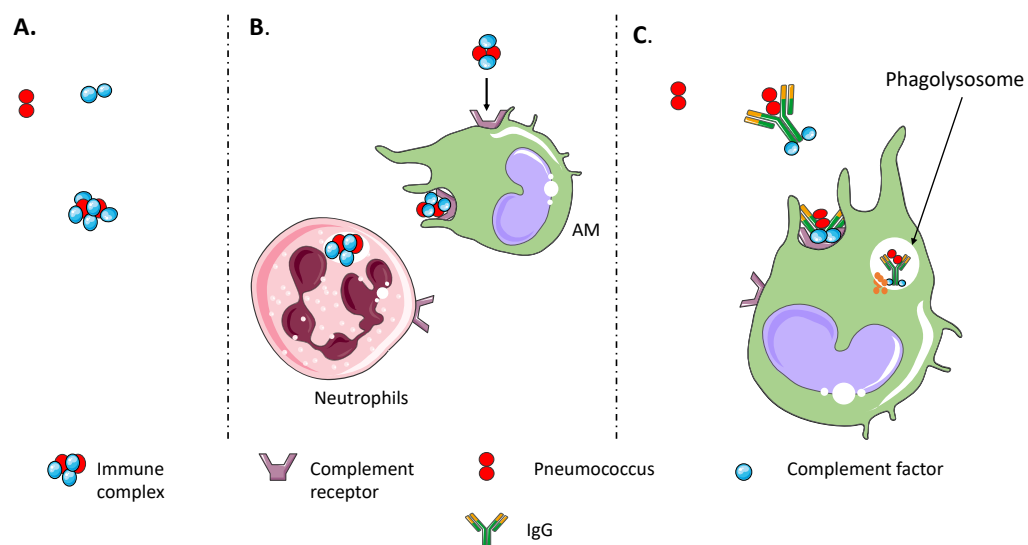 A.
B.
C.
Phagolysosome
AM
Neutrophils
Immune
complex
Complement
receptor
Pneumococcus
Complement factor
IgG